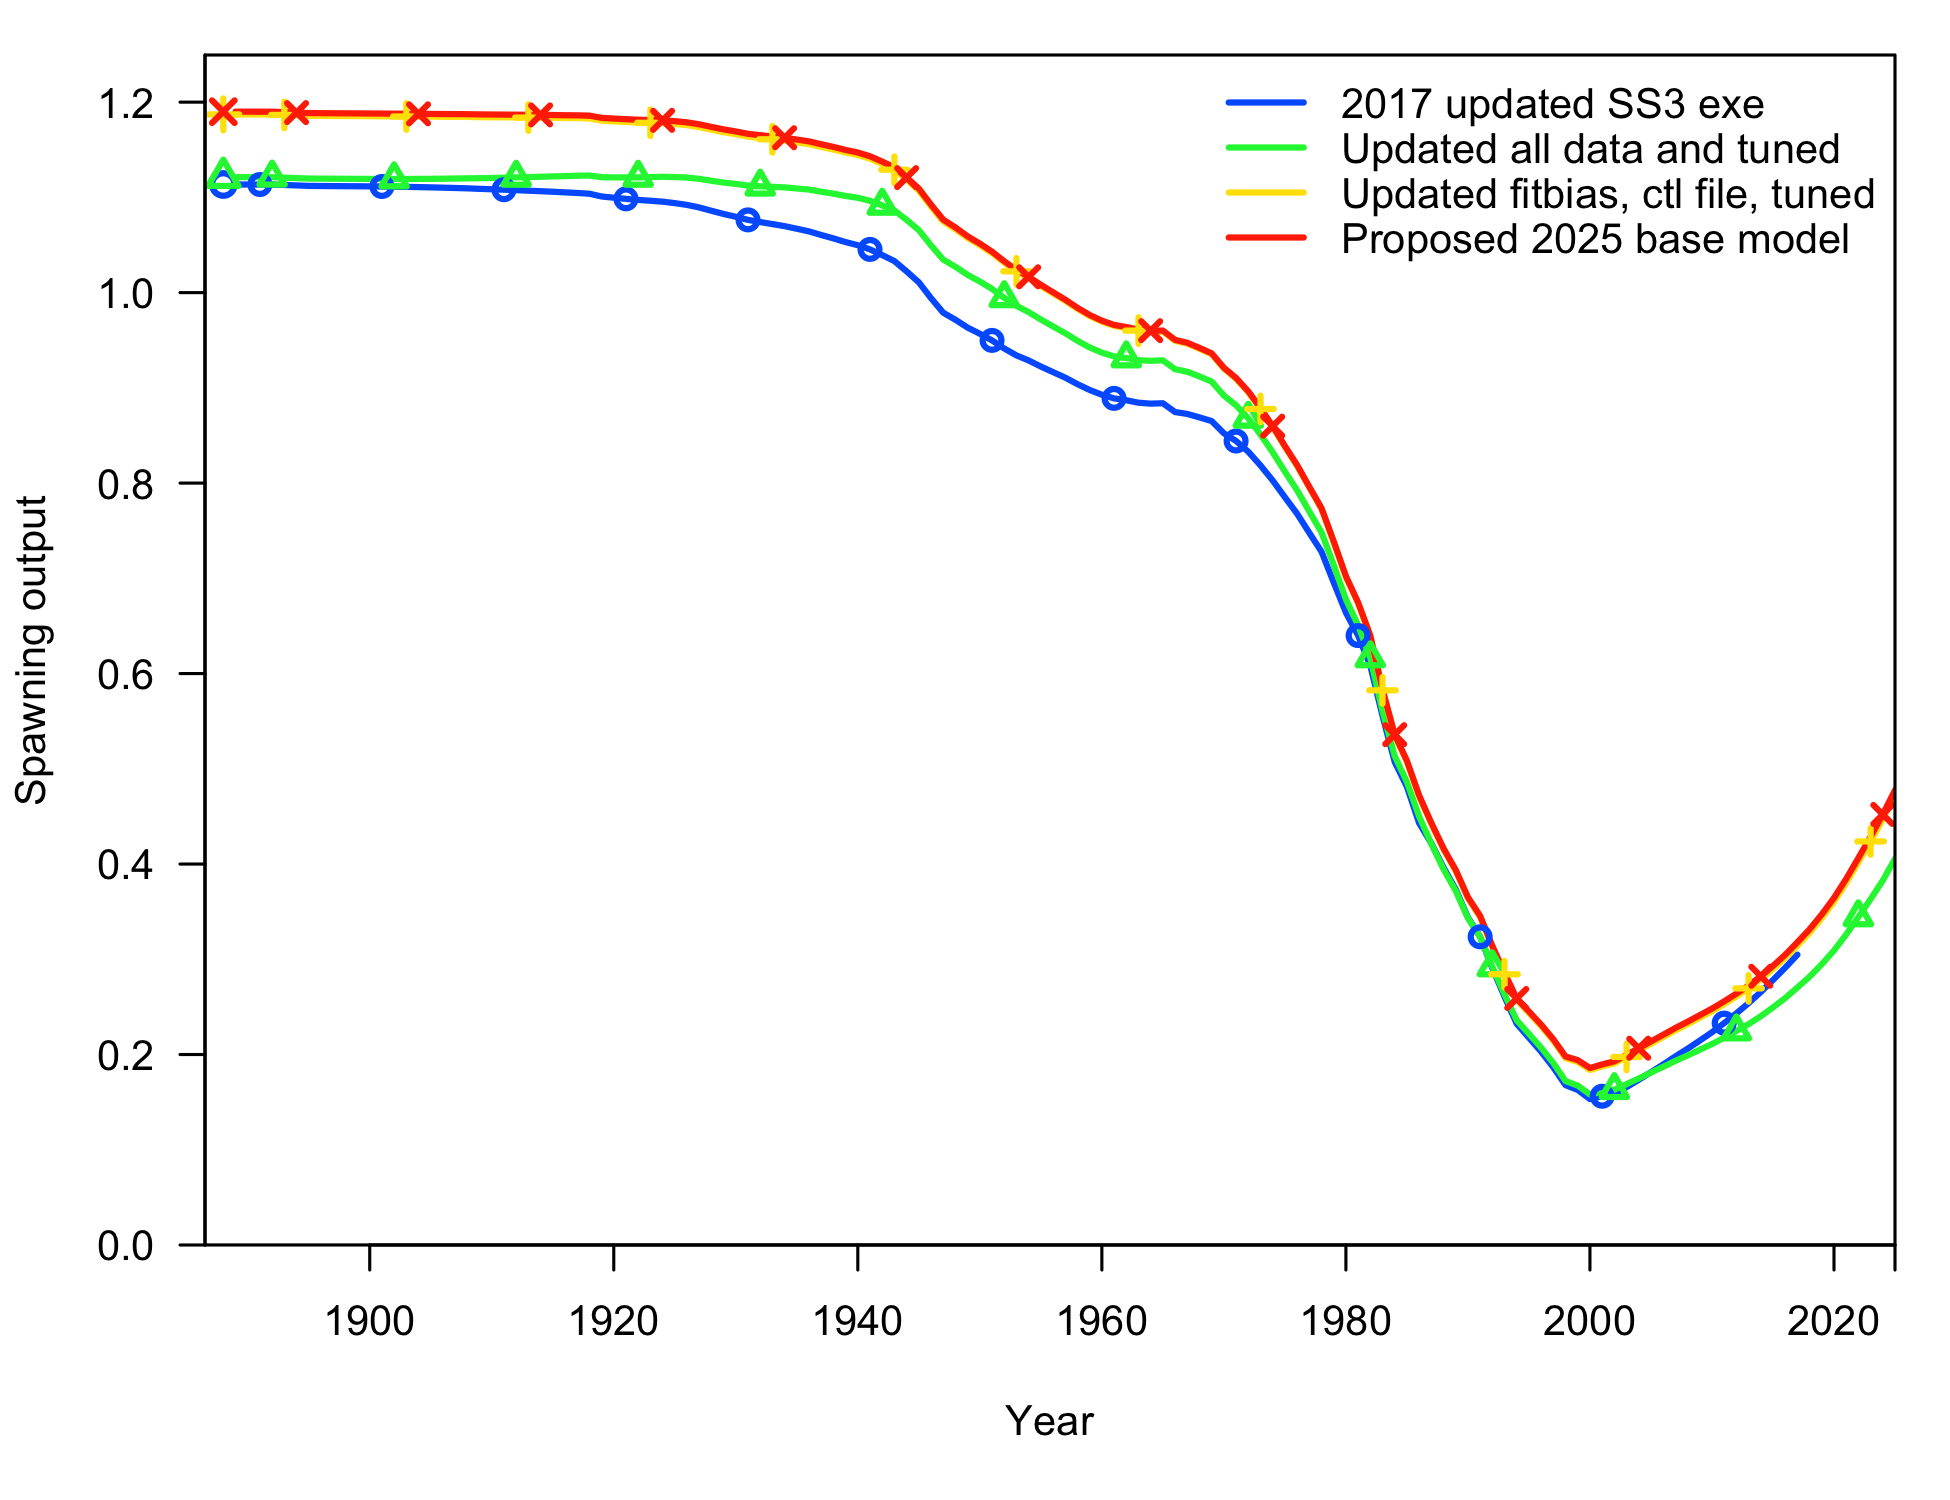 2017 updated SS3 exe
Updated all data and tuned
Updated fitbias, ctl file, tuned
Proposed 2025 base model
1.2
1.0
0.8
0.6
0.4
0.2
0.0
Spawning output
1900 1920 1940 1960 1980 2000 2020
Year